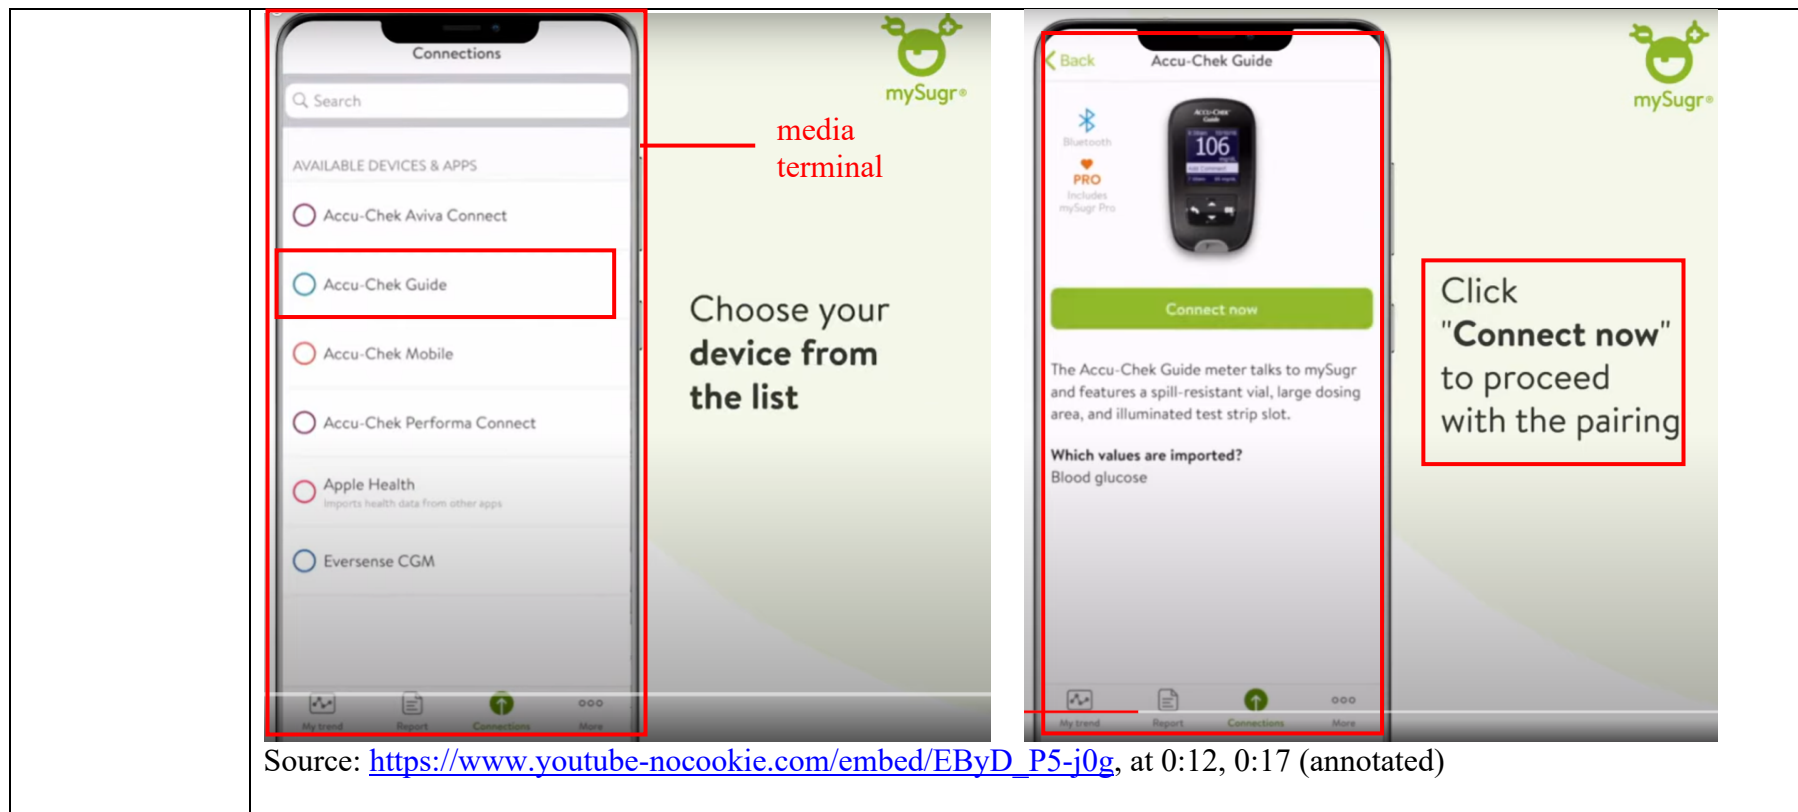 Connections
Search
AVAILABLE DEVICES & APPS
Accu-Chek Aviva Connect
Accu-Chek Guide
Accu-Chek Mobile
Accu-Chek Performa Connect
Apple Health
Imports health data from other apps
Eversense CGM
My trend Report Connections More
mySugr®
media
terminal
Choose your
device from
the list
Back Accu-Chek Guide
Bluetooth
PRO
Includes
mySugr Pro
ACCU-CHEK
Guide
106
mg/dL
Connect now
The Accu-Chek Guide meter talks to mySugr
and features a spill-resistant vial, large dosing
area, and illuminated test strip slot.
Which values are imported?
Blood glucose
My trend Report Connections More
mySugr®
Click
"Connect now"
to proceed
with the pairing
Source: https://www.youtube-nocookie.com/embed/EByD_P5-j0g, at 0:12, 0:17 (annotated)